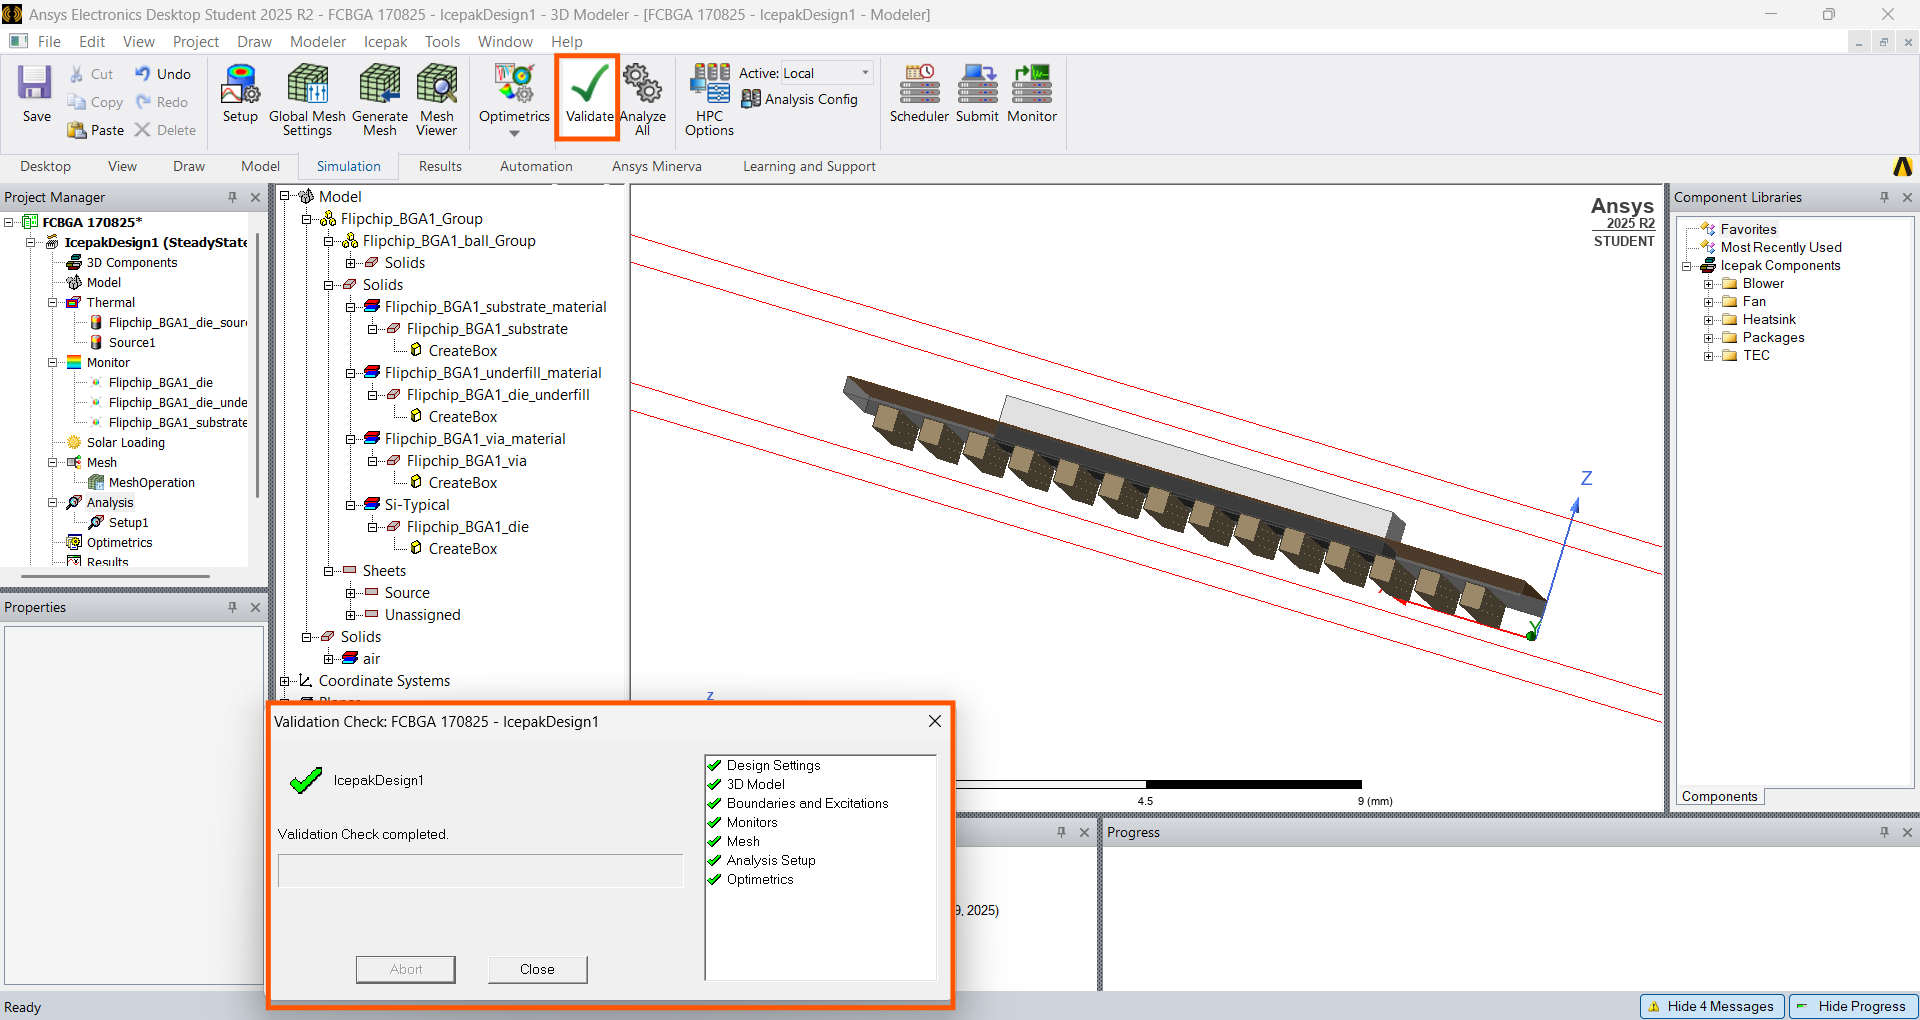 Ansys Electronics Desktop Student 2025 R2 - FCBGA 170825 - IcepakDesign1 - 3D Modeler - [FCBGA 170825 - IcepakDesign1 - Modeler]
File Edit View Project Draw Modeler Icepak Tools Window Help
Save
Cut
Copy
Paste
Undo
Redo
Delete
Setup
Global Mesh Settings
Generate Mesh
Mesh Viewer
Optimetrics
Validate
Analyze All
HPC Options
Active: Local
Analysis Config
Scheduler
Submit
Monitor
Desktop View Draw Model Simulation Results Automation Ansys Minerva Learning and Support
Project Manager
FCBGA 170825*
IcepakDesign1 (SteadyState
3D Components
Model
Thermal
Flipchip_BGA1_die_sour
Source1
Monitor
Flipchip_BGA1_die
Flipchip_BGA1_die_unde
Flipchip_BGA1_substrate
Solar Loading
Mesh
MeshOperation
Analysis
Setup1
Optimetrics
Results
Properties
Model
Flipchip_BGA1_Group
Flipchip_BGA1_ball_Group
Solids
Solids
Flipchip_BGA1_substrate_material
Flipchip_BGA1_substrate
CreateBox
Flipchip_BGA1_underfill_material
Flipchip_BGA1_die_underfill
CreateBox
Flipchip_BGA1_via_material
Flipchip_BGA1_via
CreateBox
Si-Typical
Flipchip_BGA1_die
CreateBox
Sheets
Source
Unassigned
Solids
air
Coordinate Systems
Ansys
2025 R2
STUDENT
Z
Y
z
4.5
9 (mm)
Component Libraries
Favorites
Most Recently Used
Icepak Components
Blower
Fan
Heatsink
Packages
TEC
Components
Validation Check: FCBGA 170825 - IcepakDesign1
IcepakDesign1
Validation Check completed.
Abort
Close
Design Settings
3D Model
Boundaries and Excitations
Monitors
Mesh
Analysis Setup
Optimetrics
9, 2025)
Progress
Ready
Hide 4 Messages
Hide Progress